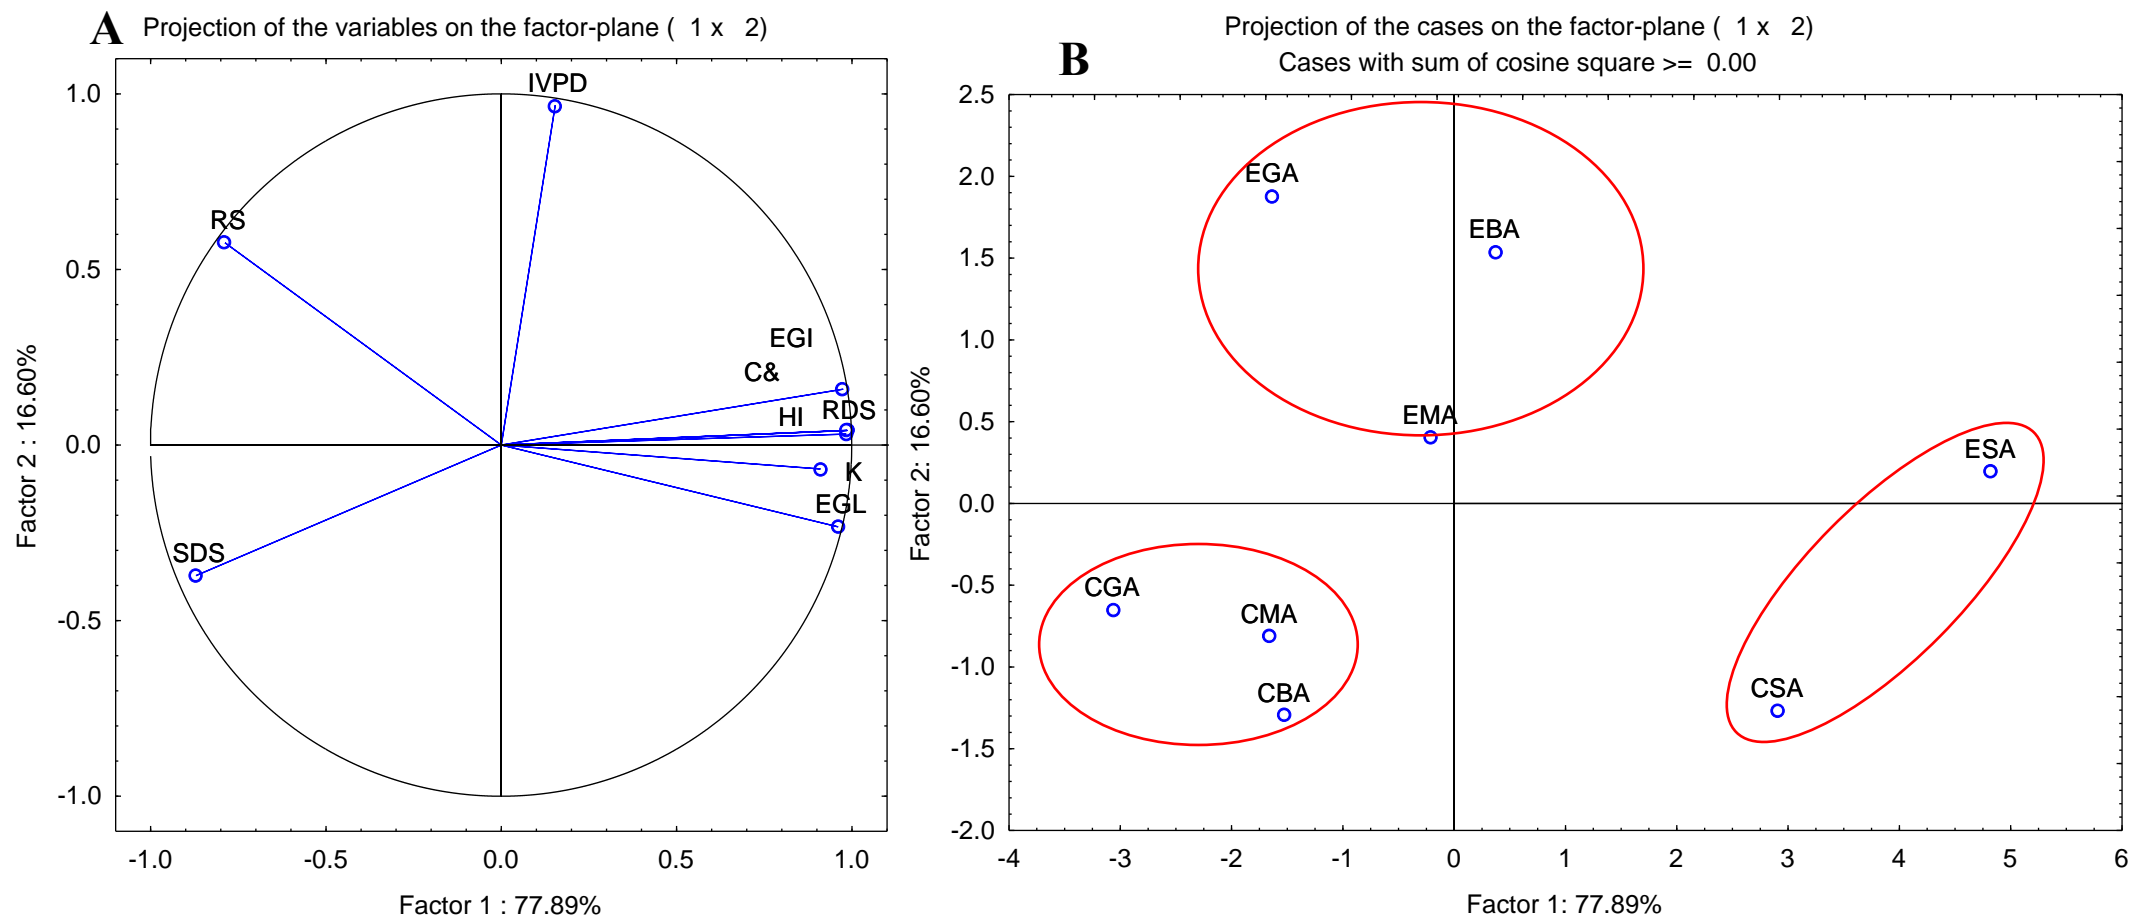 A
Projection of the variables on the factor-plane ( 1 x 2)
IVPD
RS
EGI
C&
HI
RDS
K
EGL
SDS
1.0
0.5
0.0
-0.5
-1.0
-1.0
-0.5
0.0
0.5
1.0
Factor 2 : 16.60%
Factor 1 : 77.89%
B
Projection of the cases on the factor-plane ( 1 x 2)
Cases with sum of cosine square >= 0.00
EGA
EBA
EMA
ESA
CGA
CMA
CBA
CSA
2.5
2.0
1.5
1.0
0.5
0.0
-0.5
-1.0
-1.5
-2.0
-4
-3
-2
-1
0
1
2
3
4
5
6
Factor 2: 16.60%
Factor 1: 77.89%